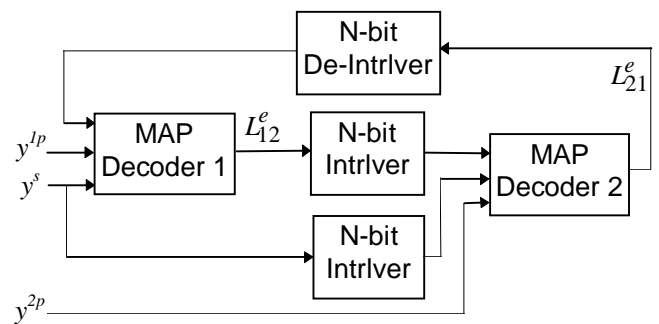 N-bit
De-Intrlver
L^e_21
MAP
Decoder 1
L^e_12
N-bit
Intrlver
MAP
Decoder 2
y^1p
y^s
N-bit
Intrlver
y^2p